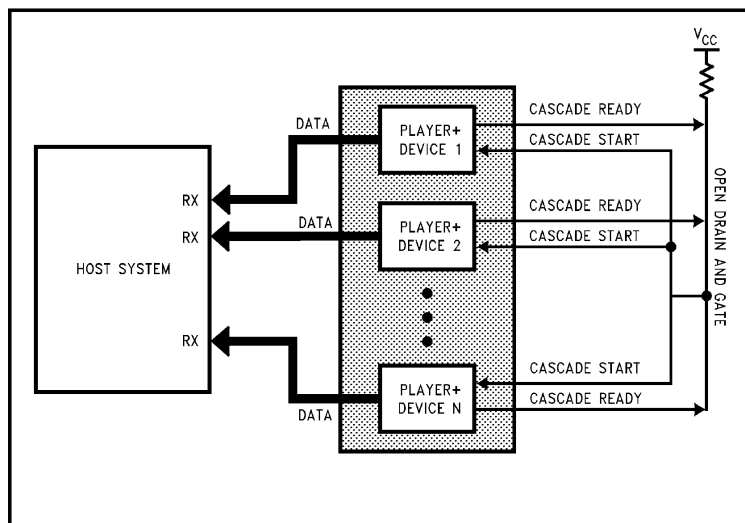 VCC
DATA
PLAYER+
DEVICE 1
CASCADE READY
CASCADE START
RX
DATA
PLAYER+
DEVICE 2
CASCADE READY
CASCADE START
RX
HOST SYSTEM
OPEN DRAIN AND GATE
RX
DATA
PLAYER+
DEVICE N
CASCADE START
CASCADE READY